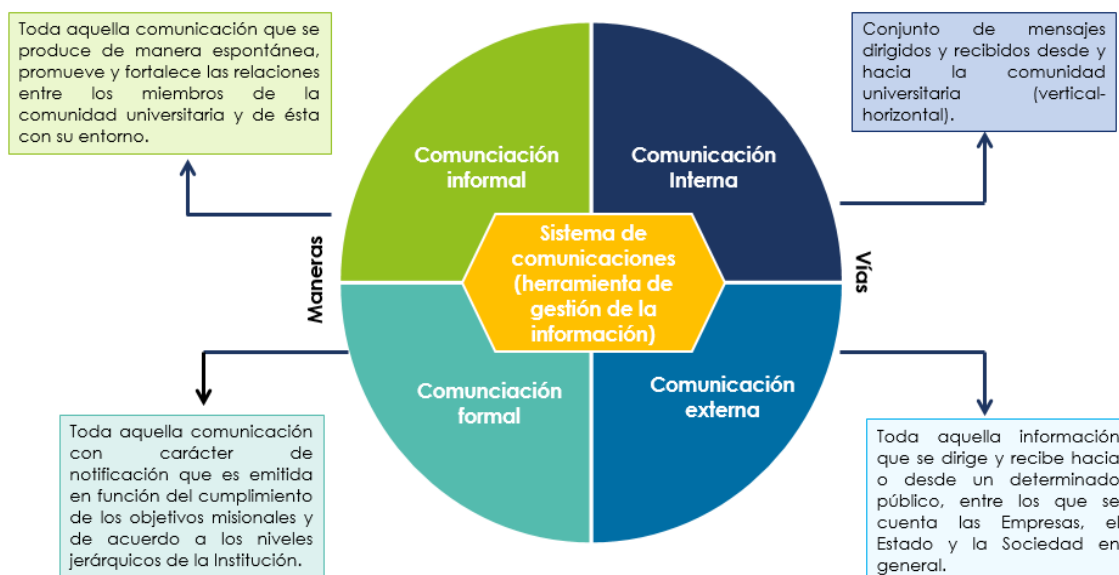 Toda aquella comunicación que se
produce de manera espontánea,
promueve y fortalece las relaciones
entre los miembros de la
comunidad universitaria y de ésta
con su entorno.
Conjunto de mensajes
dirigidos y recibidos desde y
hacia la comunidad
universitaria (vertical-
horizontal).
Comunciación
informal
Comunicación
Interna
Maneras
Sistema de
comunicaciones
(herramienta de
gestión de la
información)
Vías
Comunciación
formal
Comunicación
externa
Toda aquella comunicación
con carácter de
notificación que es emitida
en función del cumplimiento
de los objetivos misionales y
de acuerdo a los niveles
jerárquicos de la Institución.
Toda aquella información
que se dirige y recibe hacia
o desde un determinado
público, entre los que se
cuenta las Empresas, el
Estado y la Sociedad en
general.